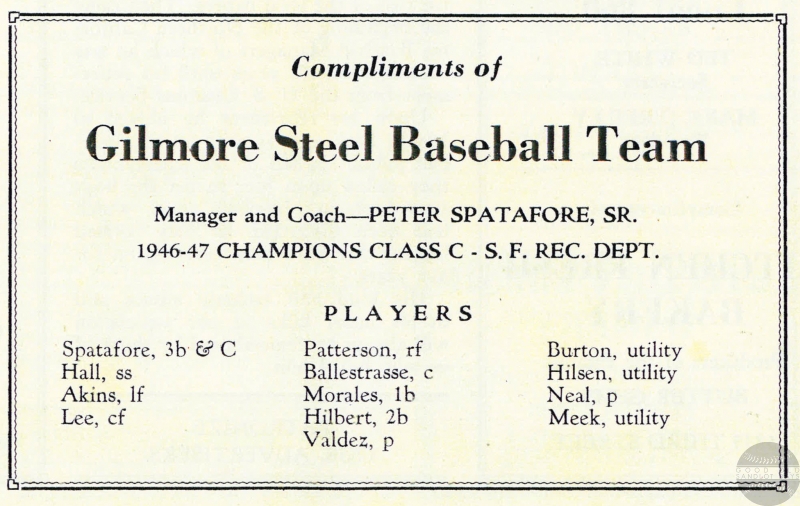 Compliments of
Gilmore Steel Baseball Team
Manager and Coach—PETER SPATAFORE, SR.
1946-47 CHAMPIONS CLASS C - S. F. REC. DEPT.
PLAYERS
Spatafore, 3b & C
Hall, ss
Akins, lf
Lee, cf
Patterson, rf
Ballestrasse, c
Morales, 1b
Hilbert, 2b
Valdez, p
Burton, utility
Hilsen, utility
Neal, p
Meek, utility